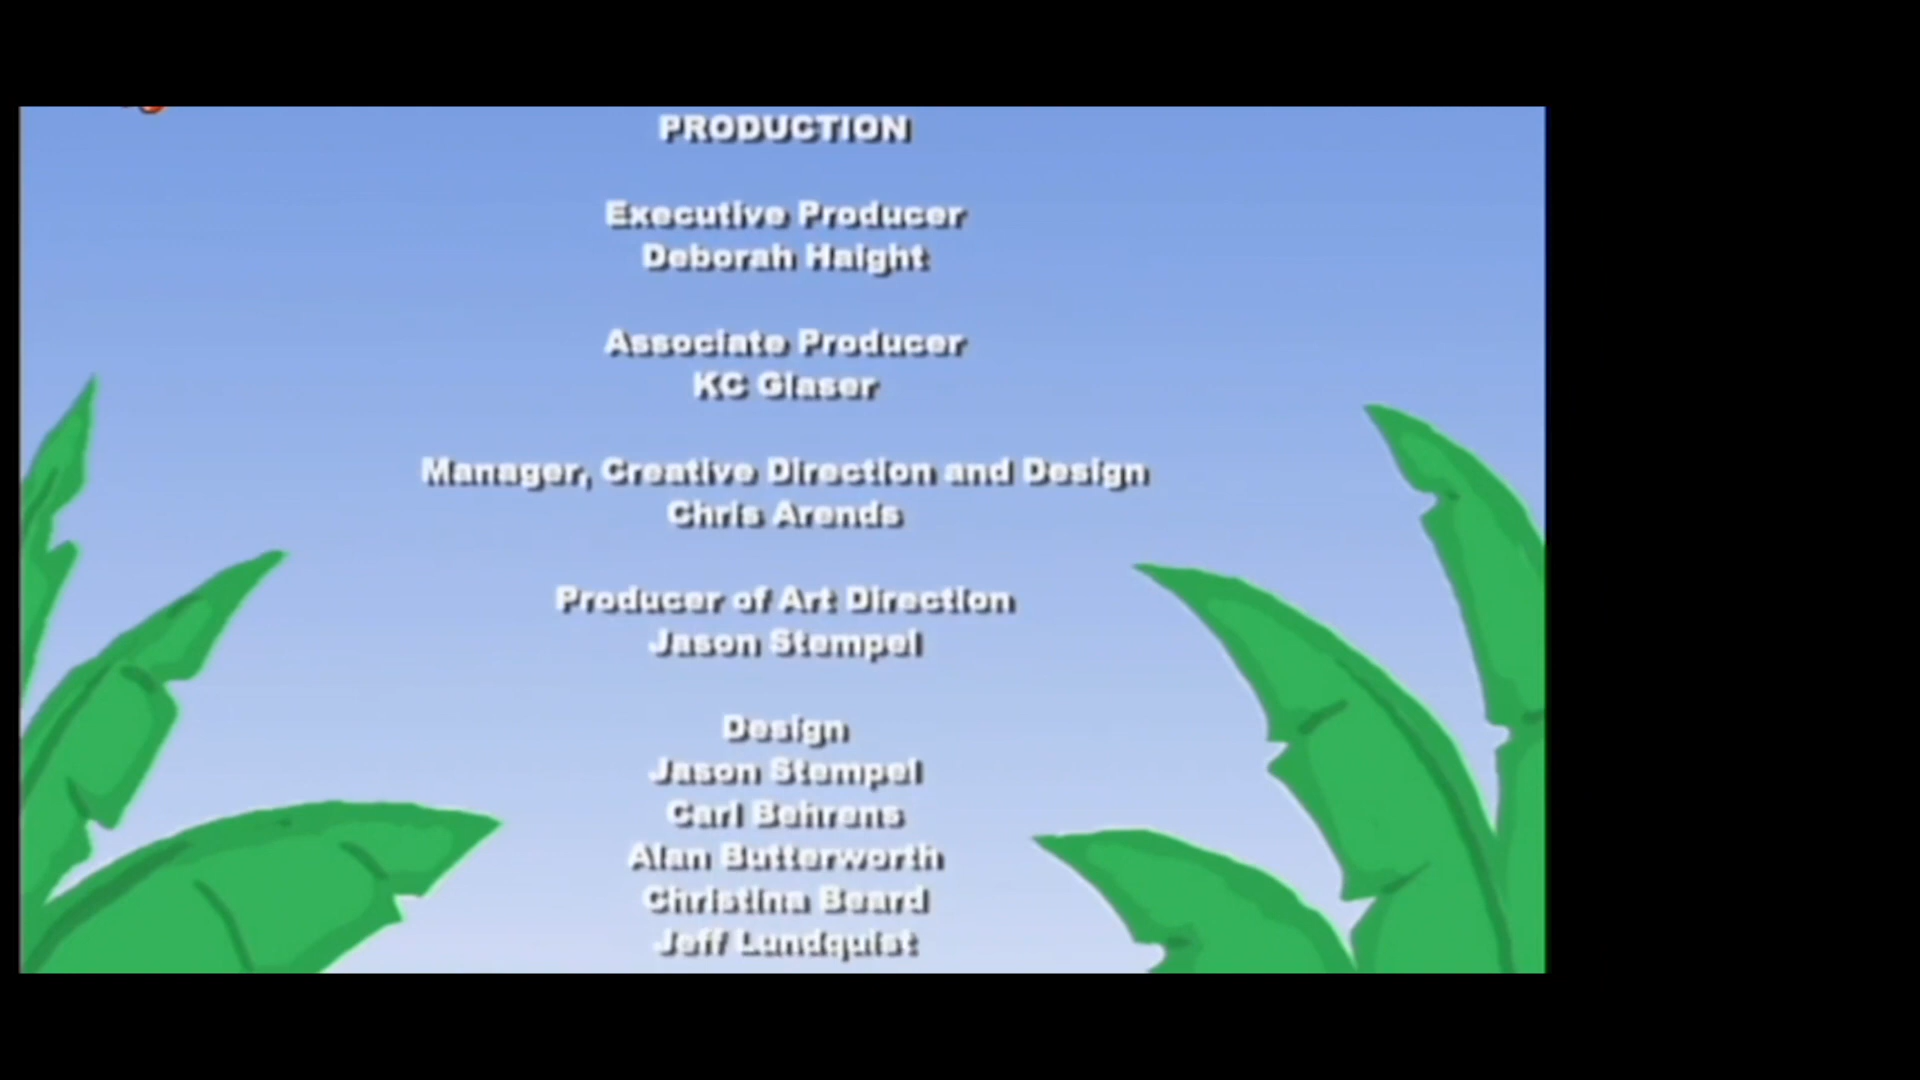 PRODUCTION
Executive Producer
Deborah Haight
Associate Producer
KC Glaser
Manager, Creative Direction and Design
Chris Arends
Producer of Art Direction
Jason Stempel
Design
Jason Stempel
Carl Behrens
Alan Butterworth
Christina Beard
Jeff Lundquist